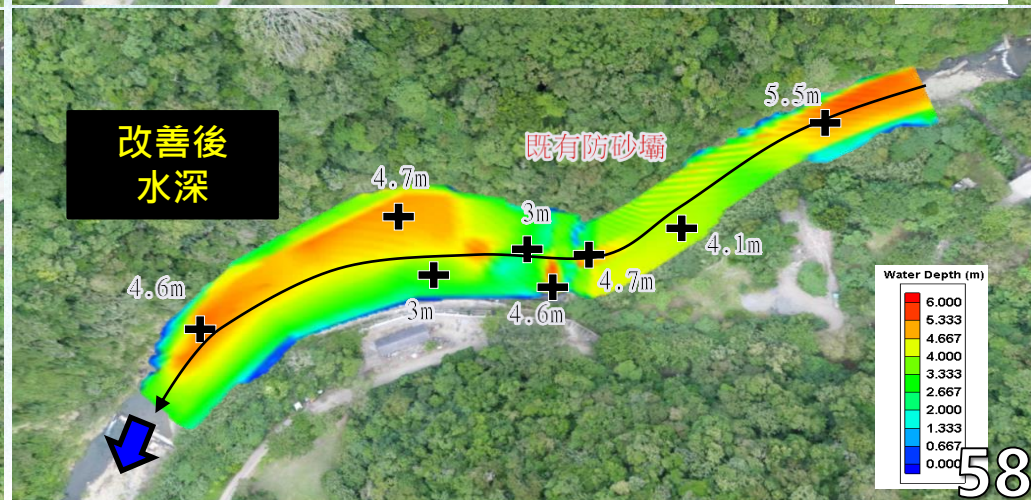 改善後
水深
既有防砂壩
5.5m
4.7m
3m
4.1m
4.6m
4.7m
3m
4.6m
Water Depth (m)
6.000
5.333
4.667
4.000
3.333
2.667
2.000
1.333
0.667
0.000
58